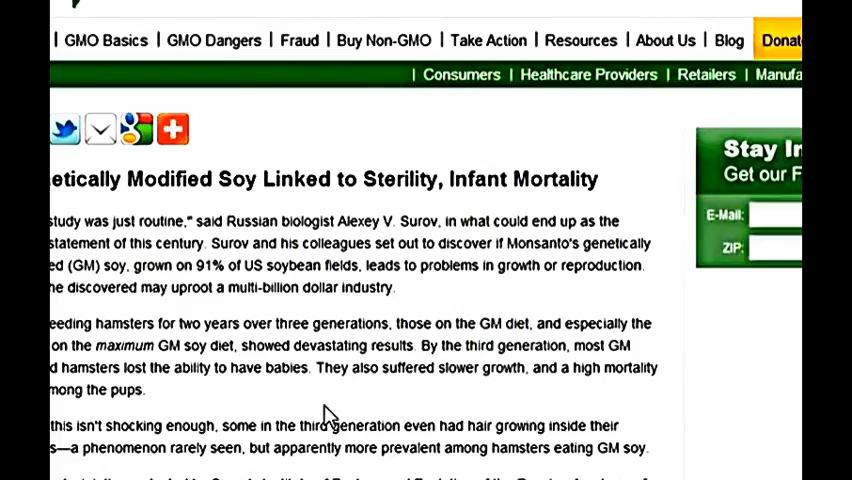 GMO Basics | GMO Dangers | Fraud | Buy Non-GMO | Take Action | Resources | About Us | Blog Donat
| Consumers | Healthcare Providers | Retailers | Manufa
etically Modified Soy Linked to Sterility, Infant Mortality
Stay In
Get our F
E-Mail:
ZIP:
study was just routine," said Russian biologist Alexey V. Surov, in what could end up as the
statement of this century. Surov and his colleagues set out to discover if Monsanto's genetically
ed (GM) soy, grown on 91% of US soybean fields, leads to problems in growth or reproduction.
he discovered may uproot a multi-billion dollar industry.
eeding hamsters for two years over three generations, those on the GM diet, and especially the
on the maximum GM soy diet, showed devastating results. By the third generation, most GM
d hamsters lost the ability to have babies. They also suffered slower growth, and a high mortality
mong the pups.
this isn't shocking enough, some in the third generation even had hair growing inside their
s—a phenomenon rarely seen, but apparently more prevalent among hamsters eating GM soy.